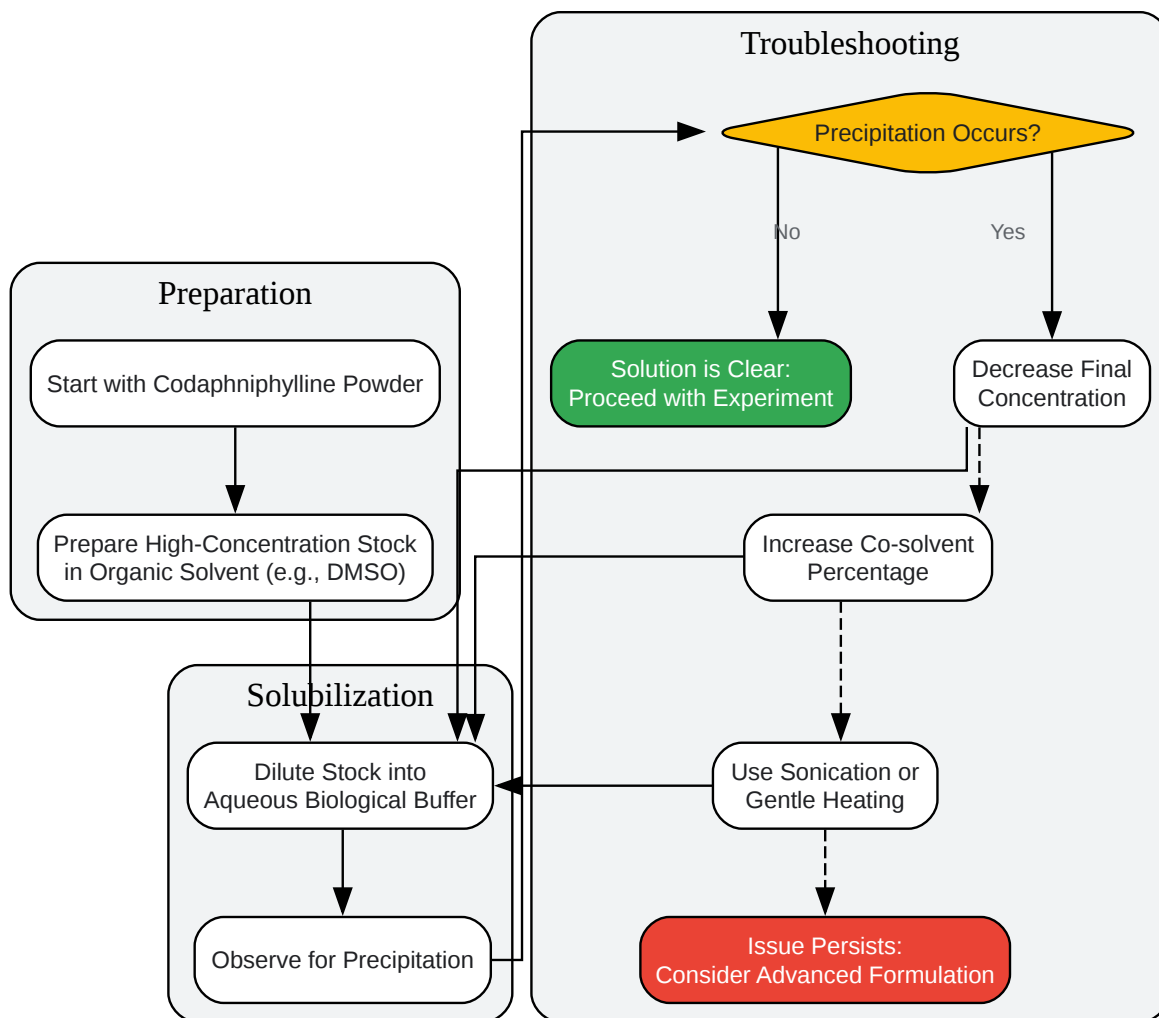 Troubleshooting
Precipitation Occurs?
No
Yes
Preparation
Start with Codaphniphylline Powder
Solution is Clear:
Proceed with Experiment
Decrease Final
Concentration
Prepare High-Concentration Stock
in Organic Solvent (e.g., DMSO)
Increase Co-solvent
Percentage
Solubilization
Dilute Stock into
Aqueous Biological Buffer
Use Sonication or
Gentle Heating
Observe for Precipitation
Issue Persists:
Consider Advanced Formulation